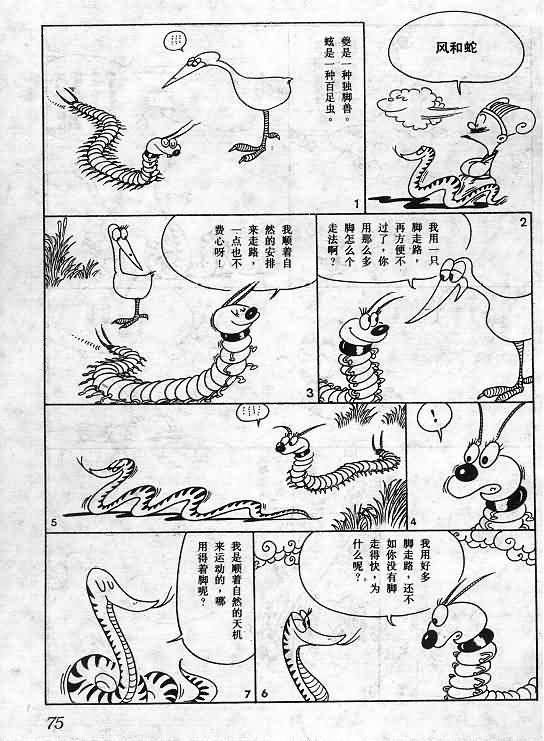 风和蛇
夔是一种独脚兽。
蚿是一种百足虫。
1
2
我用一只
脚走路，
再方便不
过了，你
用那么多
脚怎么个
走法啊？
我顺着自
然的安排
来走路，
一点也不
费心呀！
3
！
4
5
我用好多
脚走路，还不
如你没有脚
走得快，为
什么呢？
6
我是顺着自然的天机
来运动的，哪
用得着脚呢？
7
75